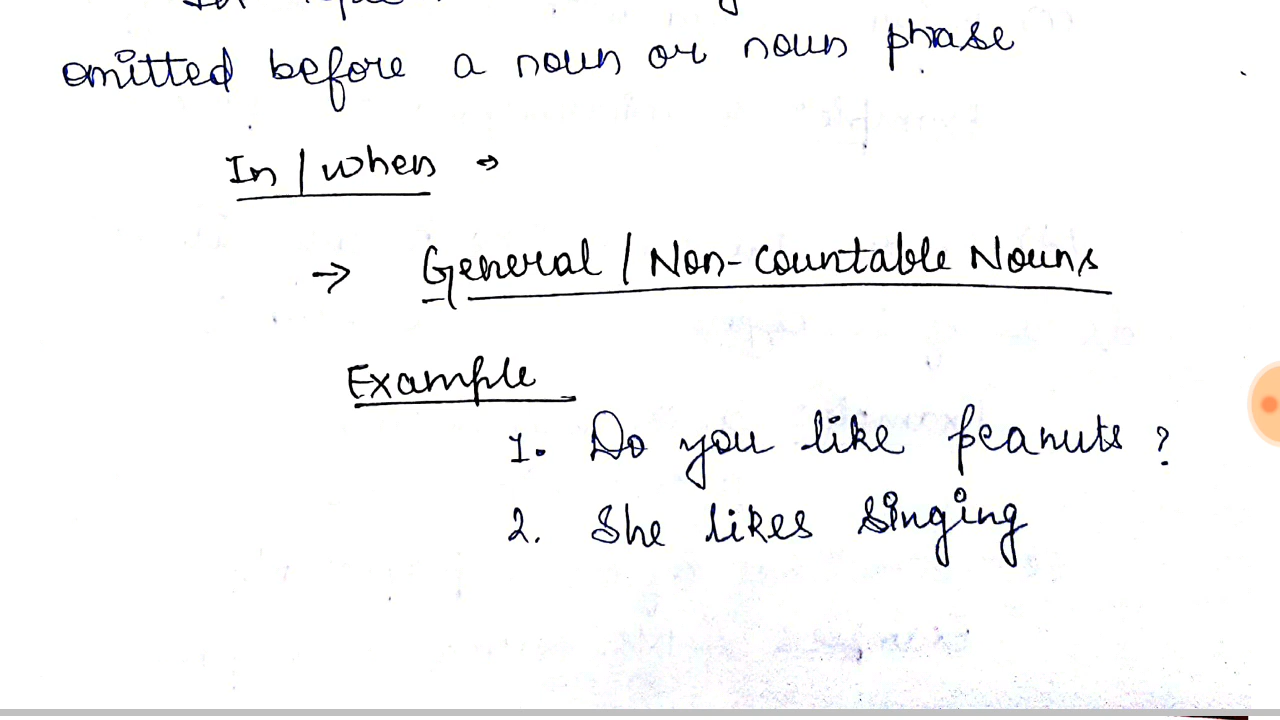 omitted before a noun or noun phrase
In / when →
→ General / Non-countable Nouns
Example
1. Do you like peanuts ?
2. She likes singing